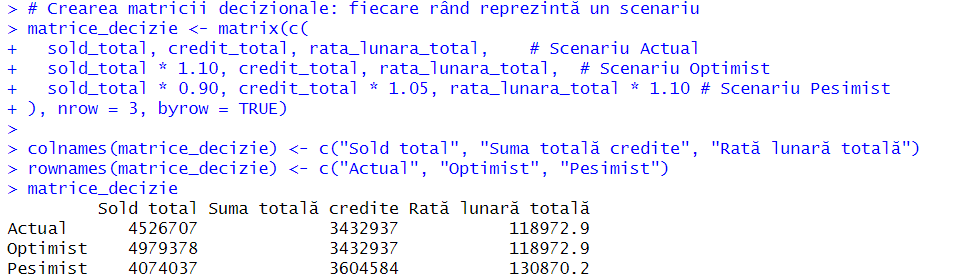 > # Crearea matricii decizionale: fiecare rând reprezintă un scenariu
> matrice_decizie <- matrix(c(
+   sold_total, credit_total, rata_lunara_total,    # Scenariu Actual
+   sold_total * 1.10, credit_total, rata_lunara_total,  # Scenariu Optimist
+   sold_total * 0.90, credit_total * 1.05, rata_lunara_total * 1.10 # Scenariu Pesimist
+ ), nrow = 3, byrow = TRUE)
>
> colnames(matrice_decizie) <- c("Sold total", "Suma totală credite", "Rată lunară totală")
> rownames(matrice_decizie) <- c("Actual", "Optimist", "Pesimist")
> matrice_decizie
         Sold total Suma totală credite Rată lunară totală
Actual      4526707             3432937           118972.9
Optimist    4979378             3432937           118972.9
Pesimist    4074037             3604584           130870.2